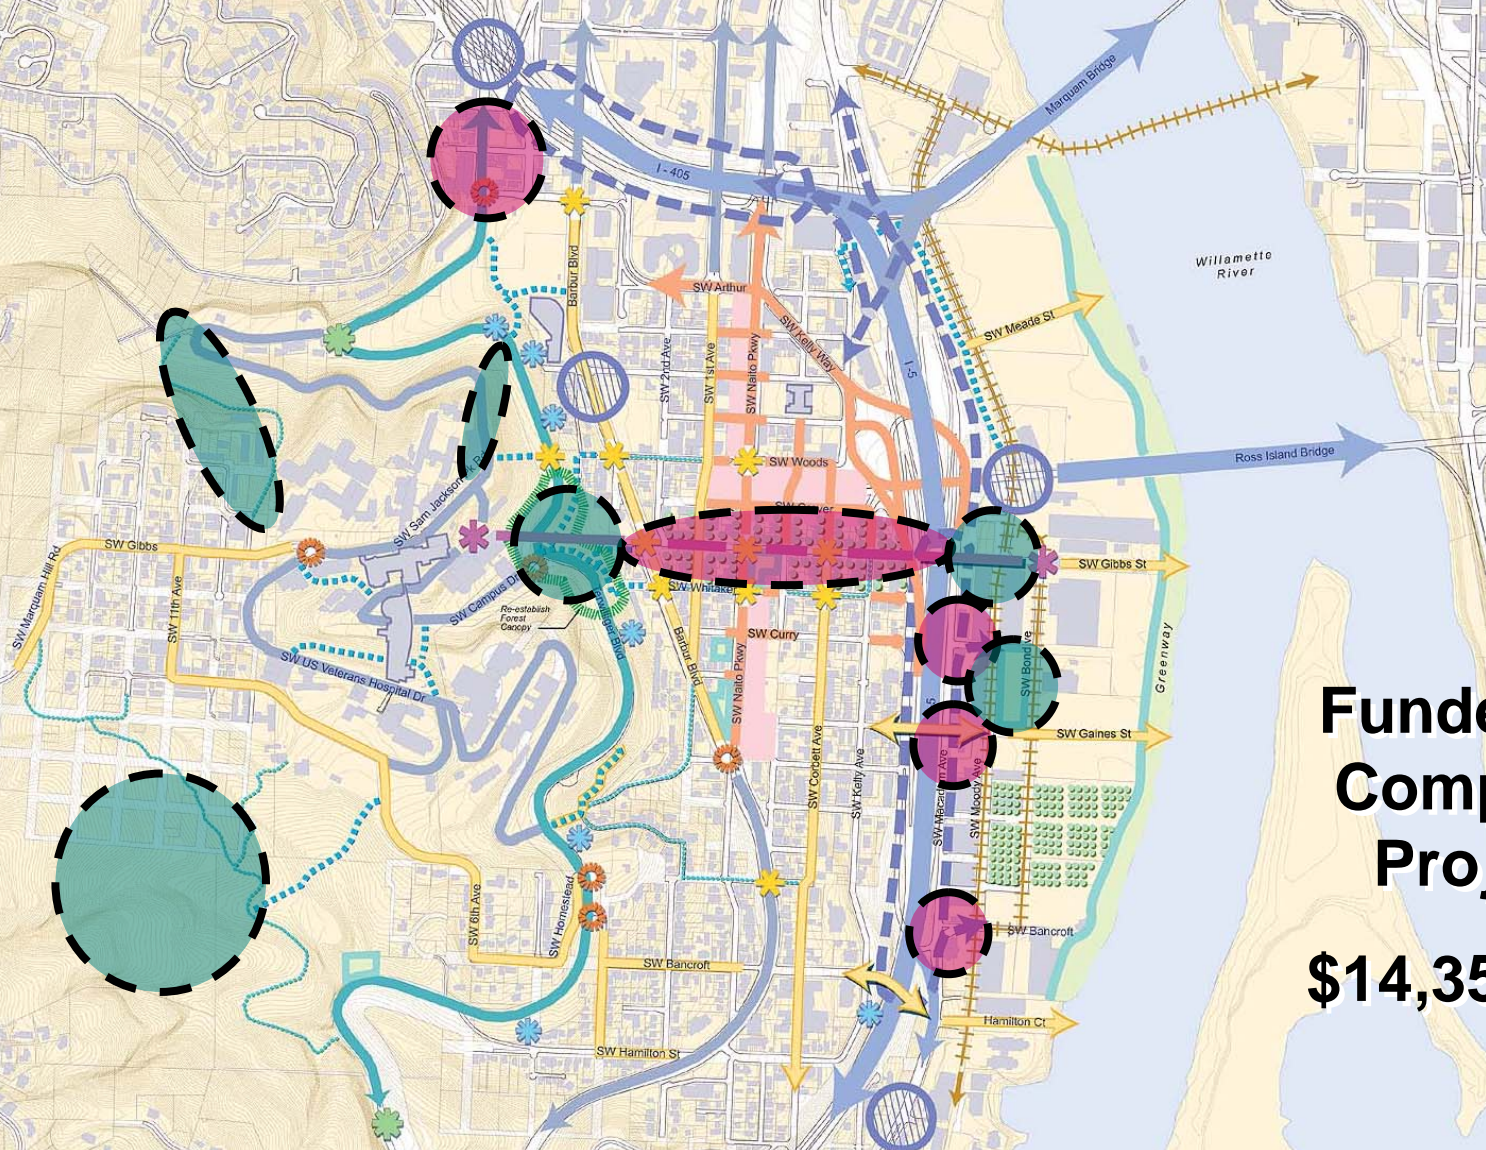 Marquam Bridge
I - 405
Willamette
River
Barbur Blvd
SW Arthur
SW Meade St
SW Kelly Way
SW 2nd Ave
SW 1st Ave
SW Naito Pkwy
I-5
Ross Island Bridge
SW Woods
SW Sam Jackson
SW Gibbs
SW Gibbs St
SW Marquam Hill Rd
SW 11th Ave
SW Campus Dr
SW Whitaker
Re-establish
Forest
Canopy
SW Curry
SW US Veterans Hospital Dr
Barbur Blvd
SW Naito Pkwy
SW Bond Ave
Greenway
SW Gaines St
SW Corbett Ave
SW Kelly Ave
SW Moody Ave
Funde
Comp
Pro
$14,35
SW 6th Ave
SW Homestead
SW Bancroft
SW Bancroft
Hamilton Ct
SW Hamilton St